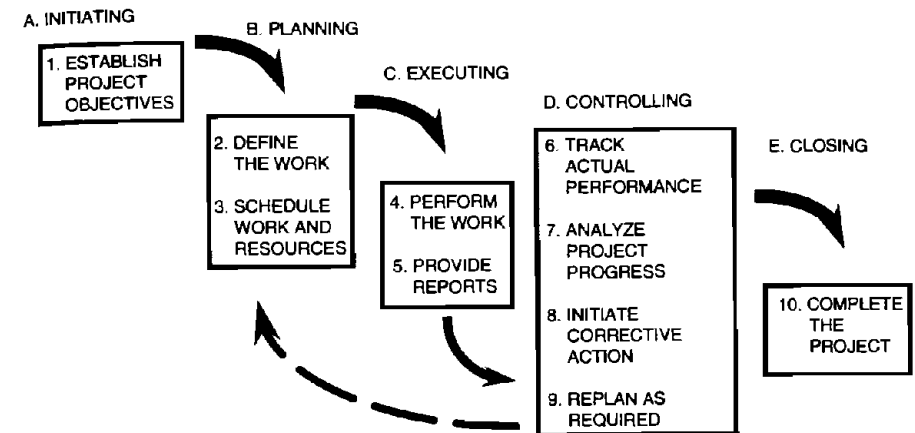 A. INITIATING
1. ESTABLISH
PROJECT
OBJECTIVES
B. PLANNING
2. DEFINE
THE WORK
3. SCHEDULE
WORK AND
RESOURCES
C. EXECUTING
4. PERFORM
THE WORK
5. PROVIDE
REPORTS
D. CONTROLLING
6. TRACK
ACTUAL
PERFORMANCE
7. ANALYZE
PROJECT
PROGRESS
8. INITIATE
CORRECTIVE
ACTION
9. REPLAN AS
REQUIRED
E. CLOSING
10. COMPLETE
THE
PROJECT